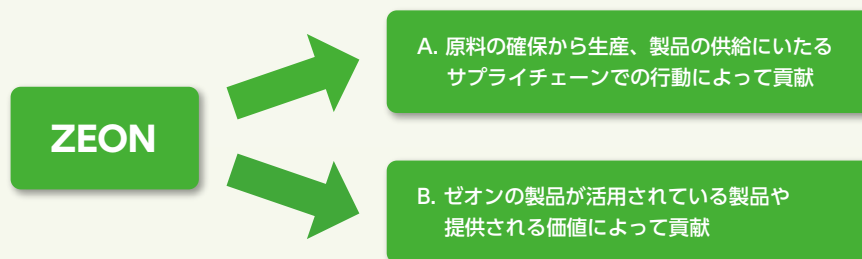 ZEON
A. 原料の確保から生産、製品の供給にいたる
サプライチェーンでの行動によって貢献
B. ゼオンの製品が活用されている製品や
提供される価値によって貢献